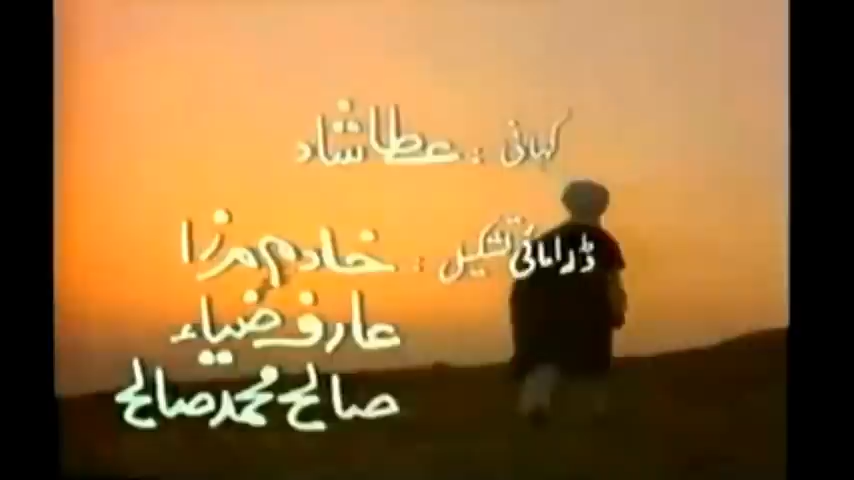 کہانی : عطا شاد
ڈرامائی تشکیل : خادم مرزا
عارف ضیاء
صالح محمد صالح